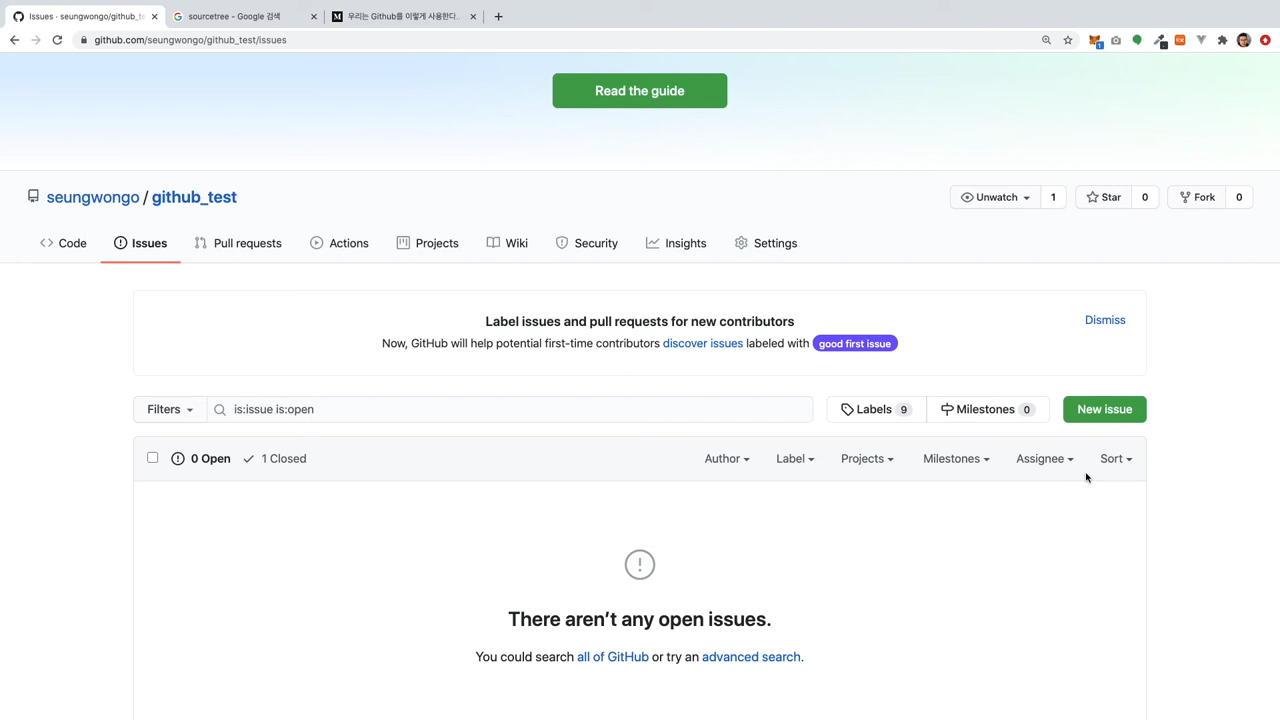 Issues · seungwongo/github_te
sourcetree - Google 검색
우리는 Github를 이렇게 사용한다..
github.com/seungwongo/github_test/issues
Read the guide
seungwongo / github_test
Unwatch 1 Star 0 Fork 0
Code Issues Pull requests Actions Projects Wiki Security Insights Settings
Label issues and pull requests for new contributors
Dismiss
Now, GitHub will help potential first-time contributors discover issues labeled with good first issue
Filters is:issue is:open Labels 9 Milestones 0 New issue
0 Open 1 Closed Author Label Projects Milestones Assignee Sort
There aren’t any open issues.
You could search all of GitHub or try an advanced search.